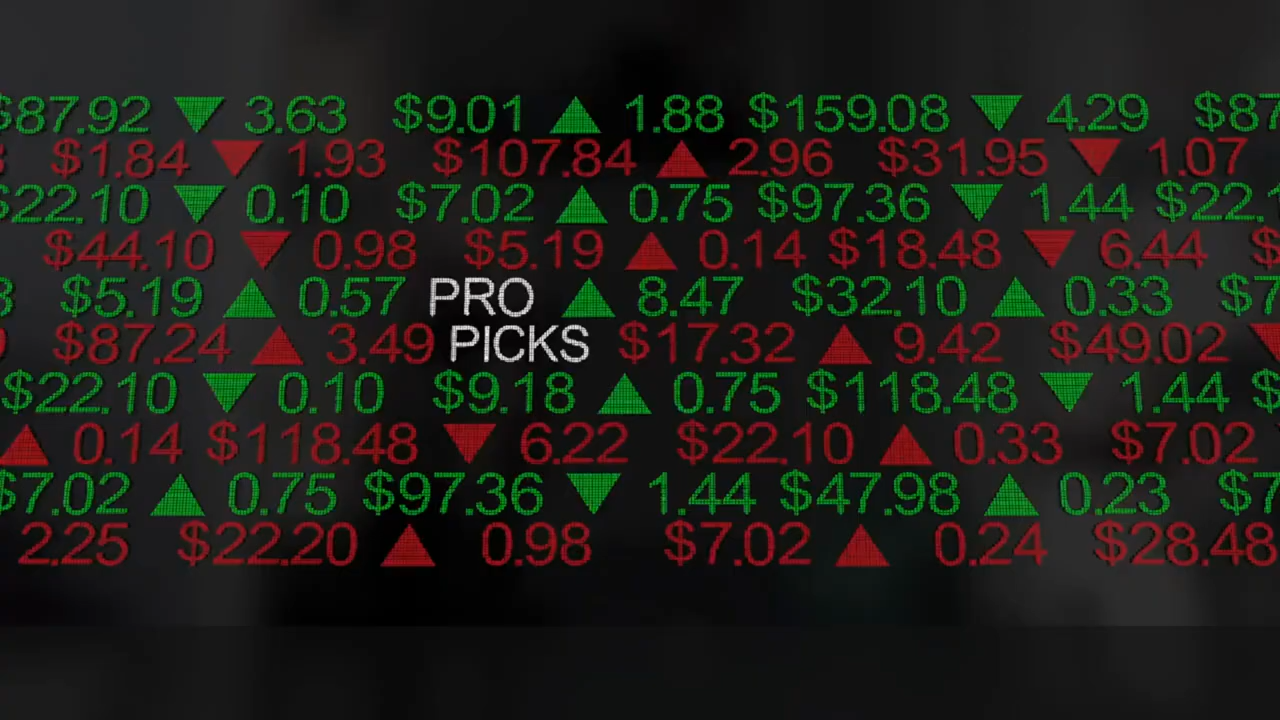 $87.92 ▼ 3.63 $9.01 ▲ 1.88 $159.08 ▼ 4.29 $87
$1.84 ▼ 1.93 $107.84 ▲ 2.96 $31.95 ▼ 1.07
$22.10 ▼ 0.10 $7.02 ▲ 0.75 $97.36 ▼ 1.44 $22.1
$44.10 ▼ 0.98 $5.19 ▲ 0.14 $18.48 ▼ 6.44 $
$5.19 ▲ 0.57 PRO ▲ 8.47 $32.10 ▲ 0.33 $7
$87.24 ▲ 3.49 PICKS $17.32 ▲ 9.42 $49.02 ▼
$22.10 ▼ 0.10 $9.18 ▲ 0.75 $118.48 ▼ 1.44 $
▲ 0.14 $118.48 ▼ 6.22 $22.10 ▲ 0.33 $7.02
$7.02 ▲ 0.75 $97.36 ▼ 1.44 $47.98 ▲ 0.23 $7
2.25 $22.20 ▲ 0.98 $7.02 ▲ 0.24 $28.48